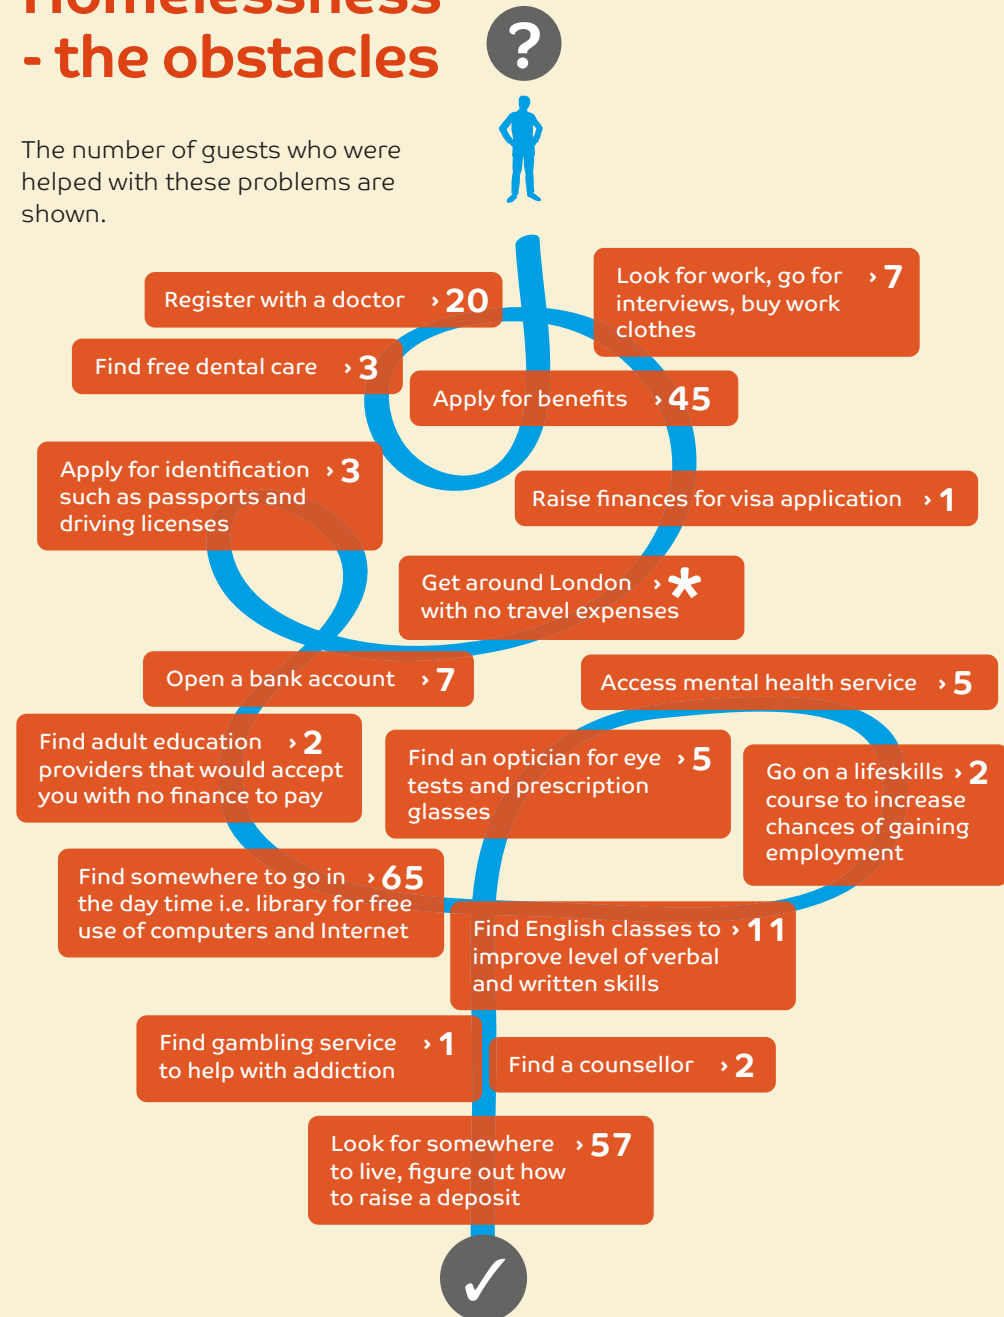 Homelessness
- the obstacles
?
The number of guests who were
helped with these problems are
shown.
Register with a doctor › 20
Look for work, go for › 7
interviews, buy work
clothes
Find free dental care › 3
Apply for benefits › 45
Apply for identification › 3
such as passports and
driving licenses
Raise finances for visa application › 1
Get around London › *
with no travel expenses
Open a bank account › 7
Access mental health service › 5
Find adult education › 2
providers that would accept
you with no finance to pay
Find an optician for eye › 5
tests and prescription
glasses
Go on a lifeskills › 2
course to increase
chances of gaining
employment
Find somewhere to go in › 65
the day time i.e. library for free
use of computers and Internet
Find English classes to › 11
improve level of verbal
and written skills
Find gambling service › 1
to help with addiction
Find a counsellor › 2
Look for somewhere › 57
to live, figure out how
to raise a deposit
✓